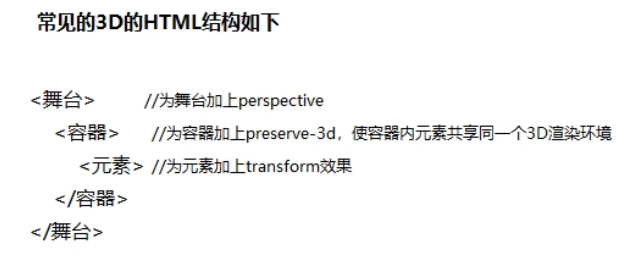 常见的3D的HTML结构如下
<舞台> //为舞台加上perspective
<容器> //为容器加上preserve-3d，使容器内元素共享同一个3D渲染环境
<元素> //为元素加上transform效果
</容器>
</舞台>